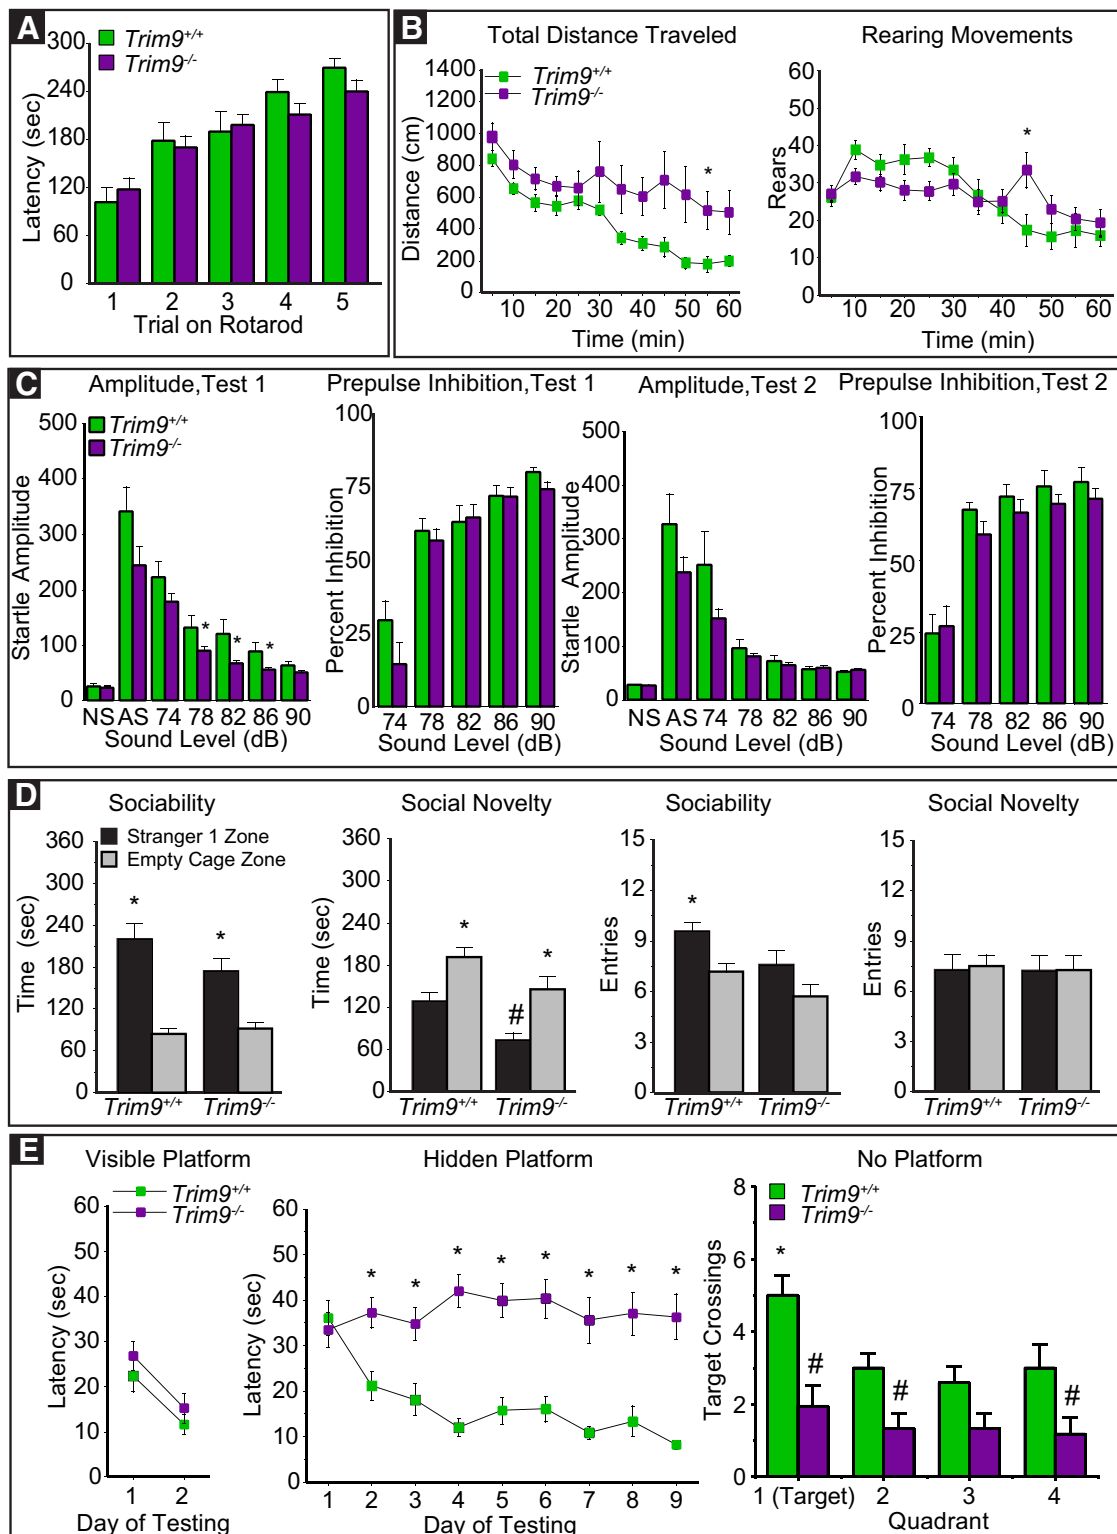 A
Trim9+/+
Trim9-/-
300
240
180
120
60
0
Latency (sec)
1 2 3 4 5
Trial on Rotarod
B
Total Distance Traveled
Trim9+/+
Trim9-/-
1400
1200
1000
800
600
400
200
0
Distance (cm)
*
10 20 30 40 50 60
Time (min)
Rearing Movements
60
50
40
30
20
10
0
Rears
*
10 20 30 40 50 60
Time (min)
C
Amplitude,Test 1
Trim9+/+
Trim9-/-
500
400
300
200
100
0
Startle Amplitude
* * *
NS AS 74 78 82 86 90
Sound Level (dB)
Prepulse Inhibition,Test 1
100
75
50
25
0
Percent Inhibition
74 78 82 86 90
Sound Level (dB)
Amplitude,Test 2
500
400
300
200
100
0
Startle Amplitude
NS AS 74 78 82 86 90
Sound Level (dB)
Prepulse Inhibition,Test 2
100
75
50
25
0
Percent Inhibition
74 78 82 86 90
Sound Level (dB)
D
Sociability
Stranger 1 Zone
Empty Cage Zone
360
300
240
180
120
60
0
Time (sec)
* *
Trim9+/+ Trim9-/-
Social Novelty
360
300
240
180
120
60
0
Time (sec)
* # *
Trim9+/+ Trim9-/-
Sociability
15
12
9
6
3
0
Entries
*
Trim9+/+ Trim9-/-
Social Novelty
15
12
9
6
3
0
Entries
Trim9+/+ Trim9-/-
E
Visible Platform
Trim9+/+
Trim9-/-
60
50
40
30
20
10
0
Latency (sec)
1 2
Day of Testing
Hidden Platform
60
50
40
30
20
10
0
Latency (sec)
* * * * * * * *
1 2 3 4 5 6 7 8 9
Day of Testing
No Platform
Trim9+/+
Trim9-/-
8
6
4
2
0
Target Crossings
* # # #
1 (Target) 2 3 4
Quadrant